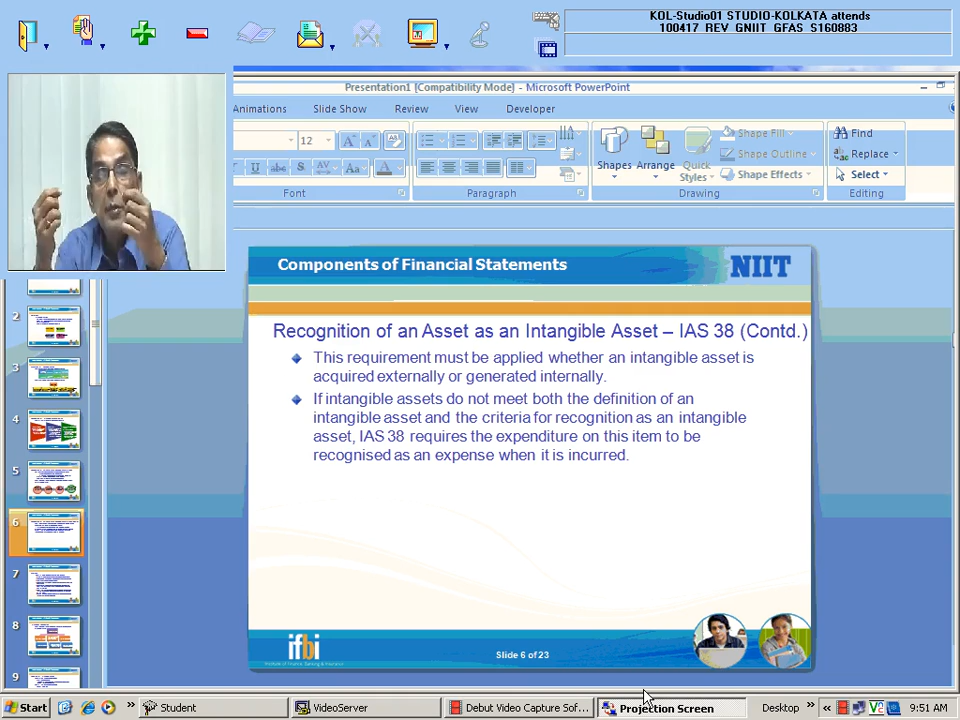 KOL-Studio01 STUDIO-KOLKATA attends
100417_REV_GNIIT_GFAS_S160883
Presentation1 [Compatibility Mode] - Microsoft PowerPoint
Animations Slide Show Review View Developer
12
Font
Paragraph
Shapes Arrange Quick Styles
Shape Fill
Shape Outline
Shape Effects
Drawing
Find
Replace
Select
Editing
Components of Financial Statements
NIIT
Recognition of an Asset as an Intangible Asset – IAS 38 (Contd.)
This requirement must be applied whether an intangible asset is
acquired externally or generated internally.
If intangible assets do not meet both the definition of an
intangible asset and the criteria for recognition as an intangible
asset, IAS 38 requires the expenditure on this item to be
recognised as an expense when it is incurred.
ifbi
Institute of Finance, Banking & Insurance
Slide 6 of 23
2
3
4
5
6
7
8
9
Start
Student
VideoServer
Debut Video Capture Sof...
Projection Screen
Desktop
9:51 AM